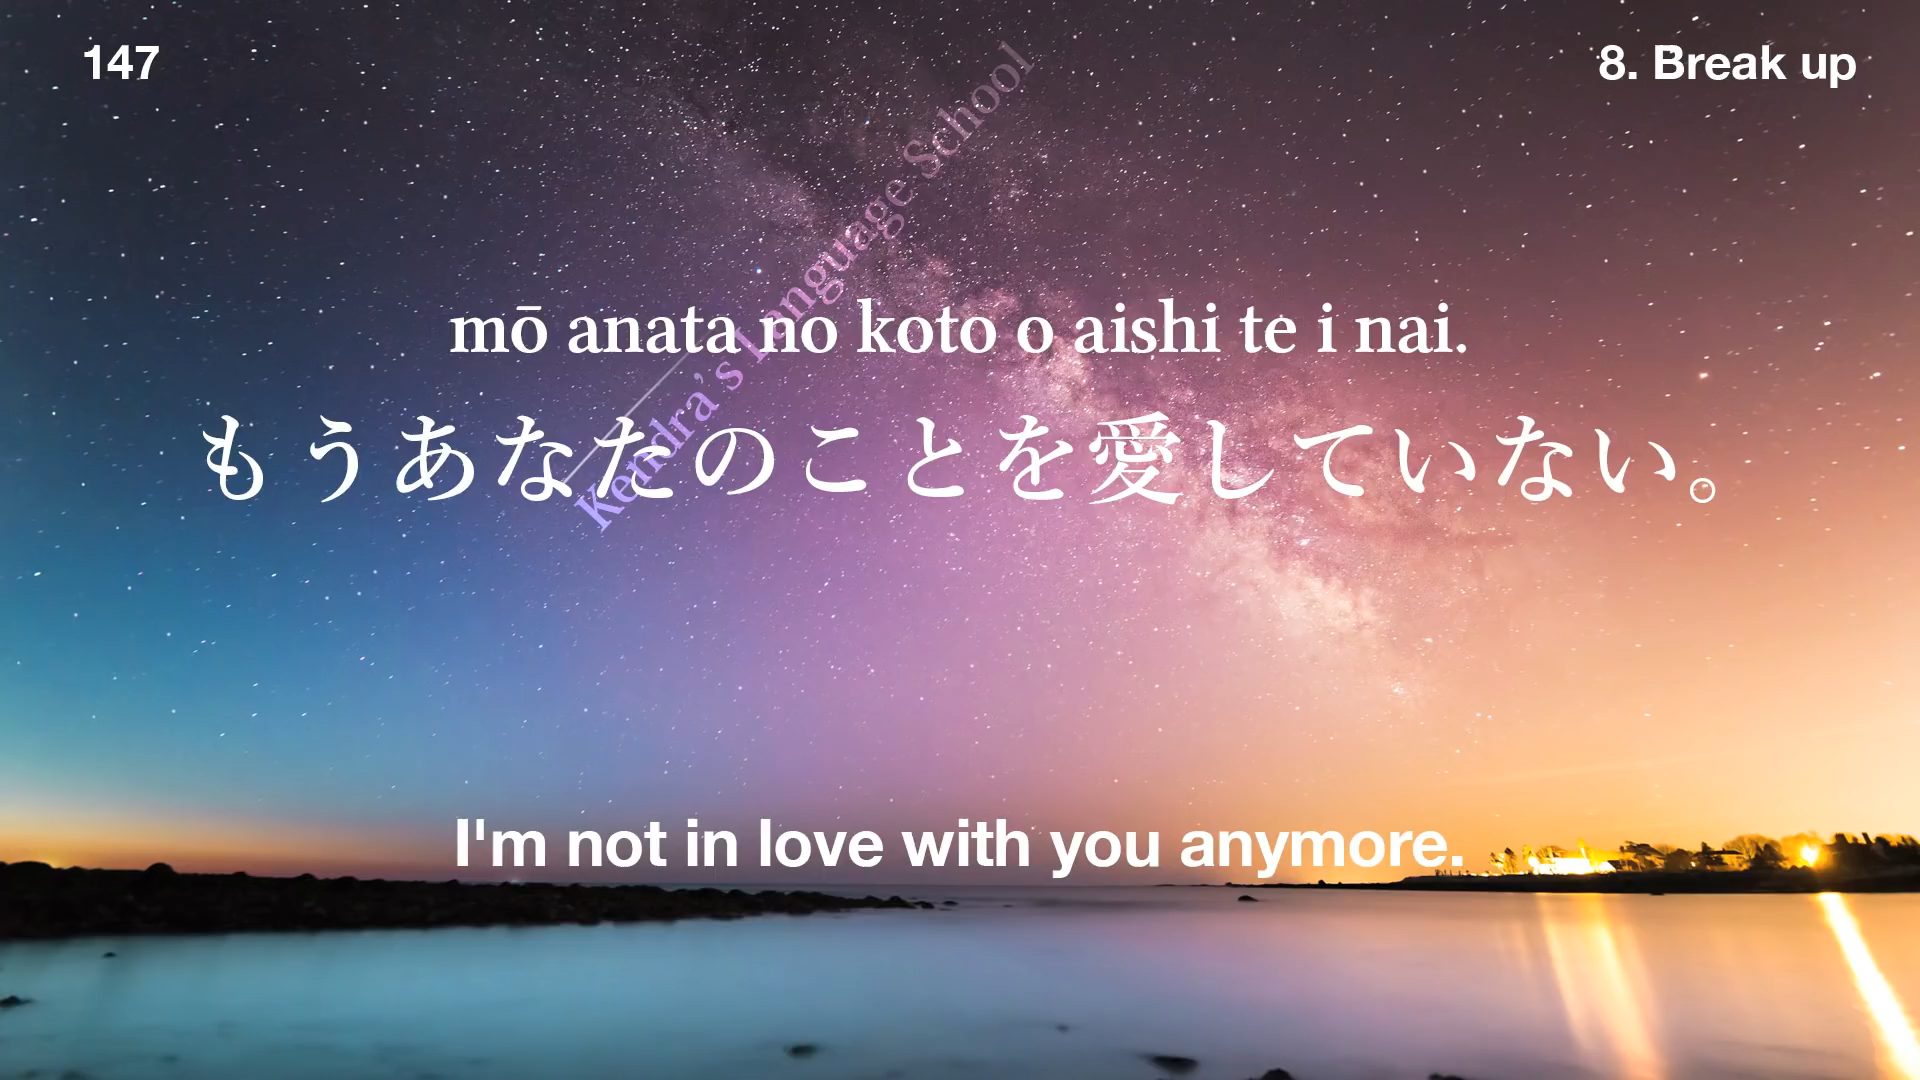 147
8. Break up
Kendra's Language School
mō anata no koto o aishi te i nai.
もうあなたのことを愛していない。
I'm not in love with you anymore.